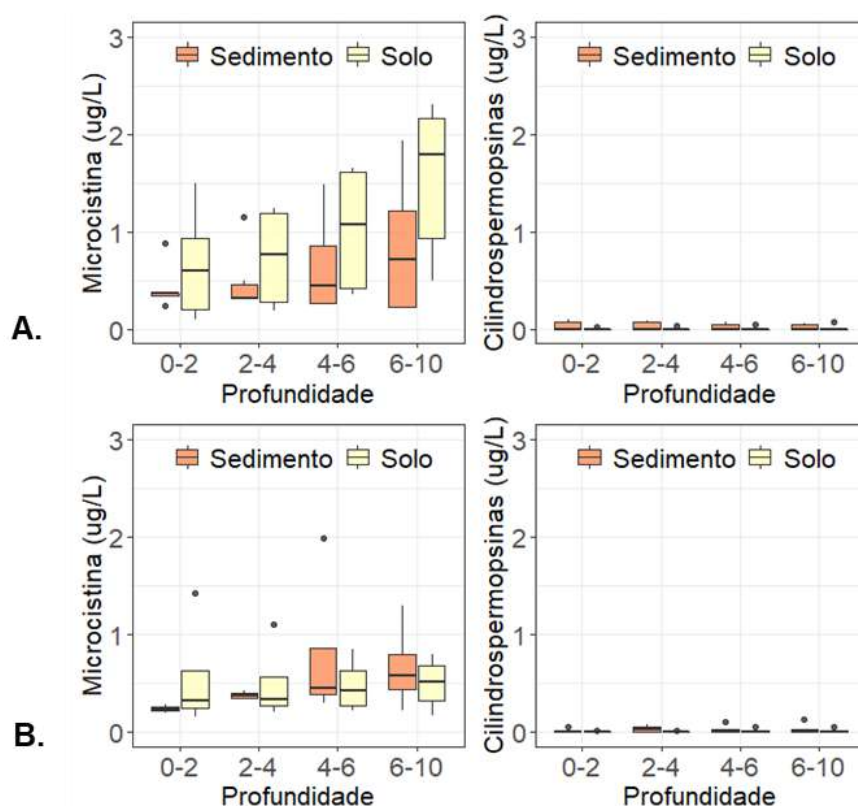 A.
Microcistina (ug/L)
3
2
1
0
Sedimento Solo
0-2 2-4 4-6 6-10
Profundidade
Cilindrospermopsinas (ug/L)
3
2
1
0
Sedimento Solo
0-2 2-4 4-6 6-10
Profundidade
B.
Microcistina (ug/L)
3
2
1
0
Sedimento Solo
0-2 2-4 4-6 6-10
Profundidade
Cilindrospermopsinas (ug/L)
3
2
1
0
Sedimento Solo
0-2 2-4 4-6 6-10
Profundidade